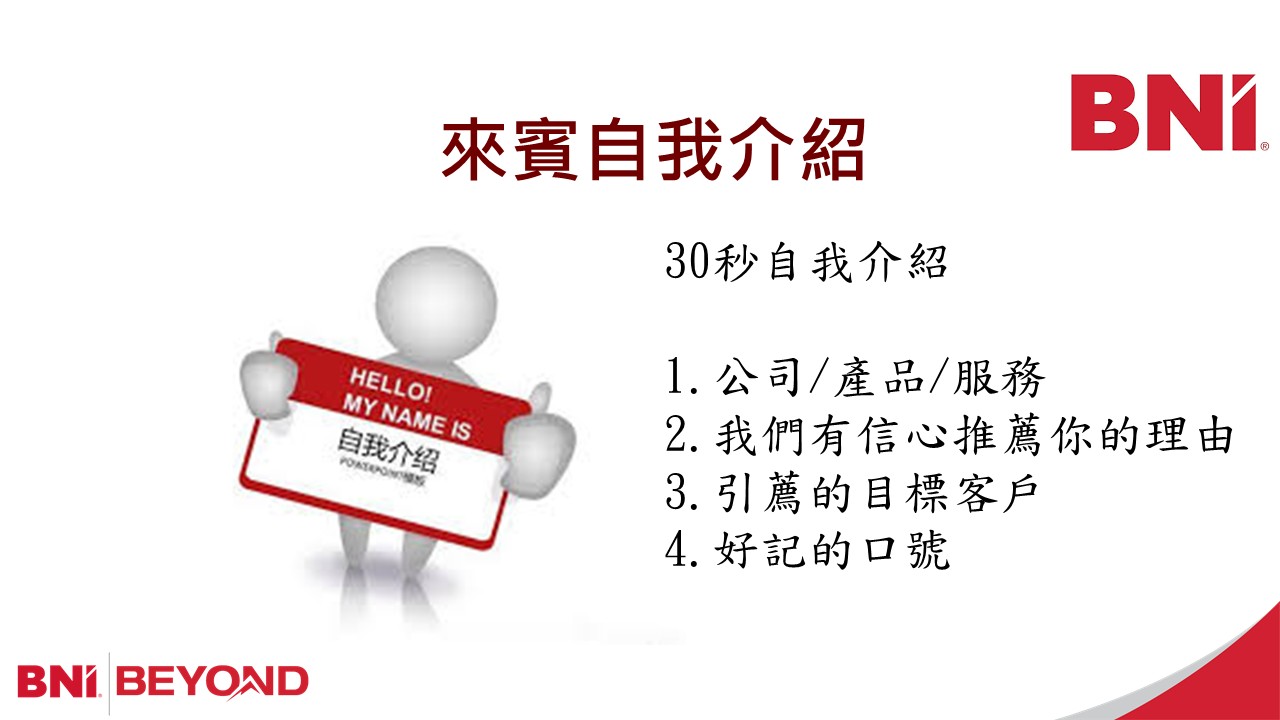 BNI®
來賓自我介紹
30秒自我介紹
1.公司/產品/服務
2.我們有信心推薦你的理由
3.引薦的目標客戶
4.好記的口號
HELLO!
MY NAME IS
自我介绍
POWERPOINT模板
BNI® BEYOND